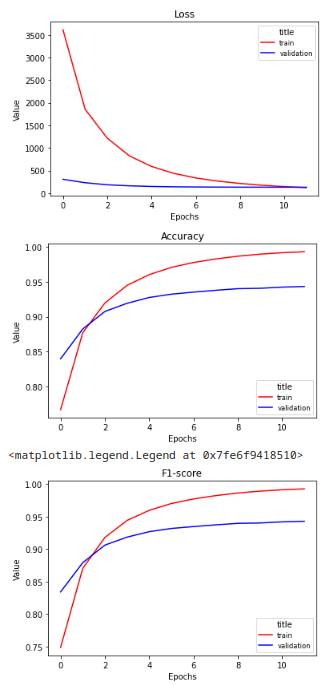 Loss
3500
3000
2500
2000
1500
1000
500
0
Value
title
train
validation
0 2 4 6 8 10
Epochs
Accuracy
1.00
0.95
0.90
0.85
0.80
Value
title
train
validation
0 2 4 6 8 10
Epochs
<matplotlib.legend.Legend at 0x7fe6f9418510>
F1-score
1.00
0.95
0.90
0.85
0.80
0.75
Value
title
train
validation
0 2 4 6 8 10
Epochs